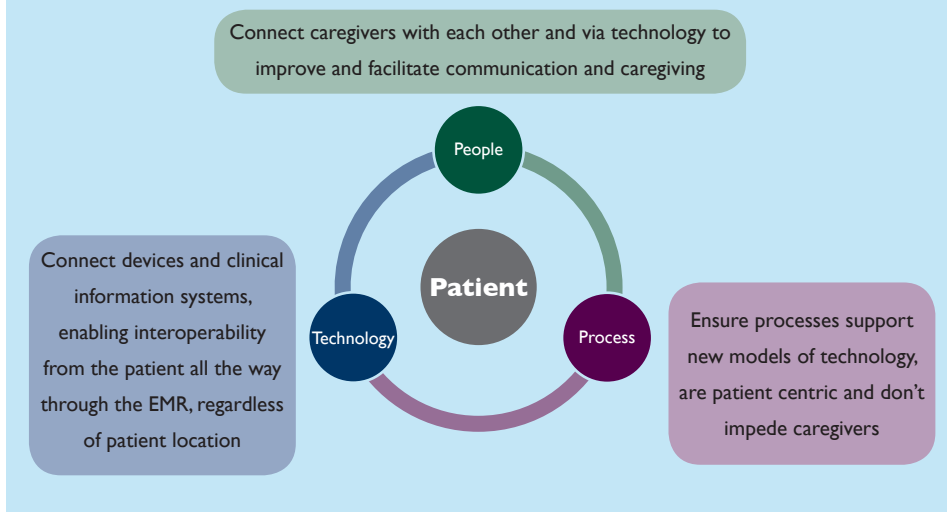 Connect caregivers with each other and via technology to
improve and facilitate communication and caregiving
People
Patient
Technology
Process
Connect devices and clinical
information systems,
enabling interoperability
from the patient all the way
through the EMR, regardless
of patient location
Ensure processes support
new models of technology,
are patient centric and don’t
impede caregivers